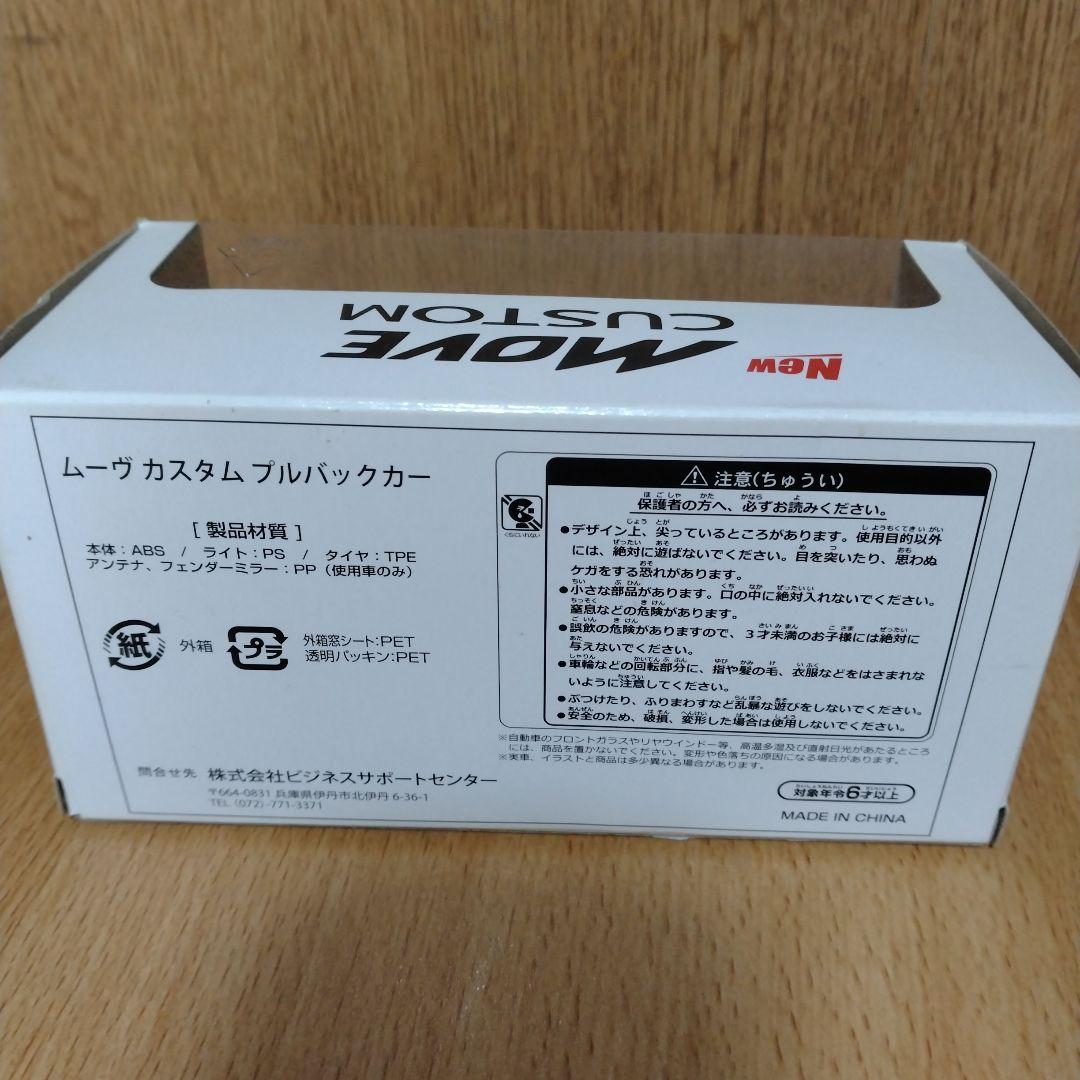 New MOVE
CUSTOM
ムーヴ カスタム プルバックカー
[ 製品材質 ]
本体：ABS / ライト：PS / タイヤ：TPE
アンテナ、フェンダーミラー：PP（使用車のみ）
紙 外箱 プラ 外箱窓シート：PET
透明パッキン：PET
問合せ先 株式会社ビジネスサポートセンター
〒664-0831 兵庫県伊丹市北伊丹 6-36-1
TEL (072)-771-3371
くちにいれない
注意(ちゅうい)
保護者の方へ、必ずお読みください。
●デザイン上、尖っているところがあります。使用目的以外
には、絶対に遊ばないでください。目を突いたり、思わぬ
ケガをする恐れがあります。
●小さな部品があります。口の中に絶対入れないでください。
窒息などの危険があります。
●誤飲の危険がありますので、３才未満のお子様には絶対に
与えないでください。
●車輪などの回転部分に、指や髪の毛、衣服などをはさまれな
いように注意してください。
●ぶつけたり、ふりまわすなど乱暴な遊びをしないでください。
●安全のため、破損、変形した場合は使用しないでください。
※自動車のフロントガラスやリヤウインドー等、高温多湿及び直射日光があたるところ
には、商品を置かないでください。変形や色落ちの原因になる場合があります。
※実車、イラストと商品は多少異なる場合があります。
対象年令6才以上
MADE IN CHINA